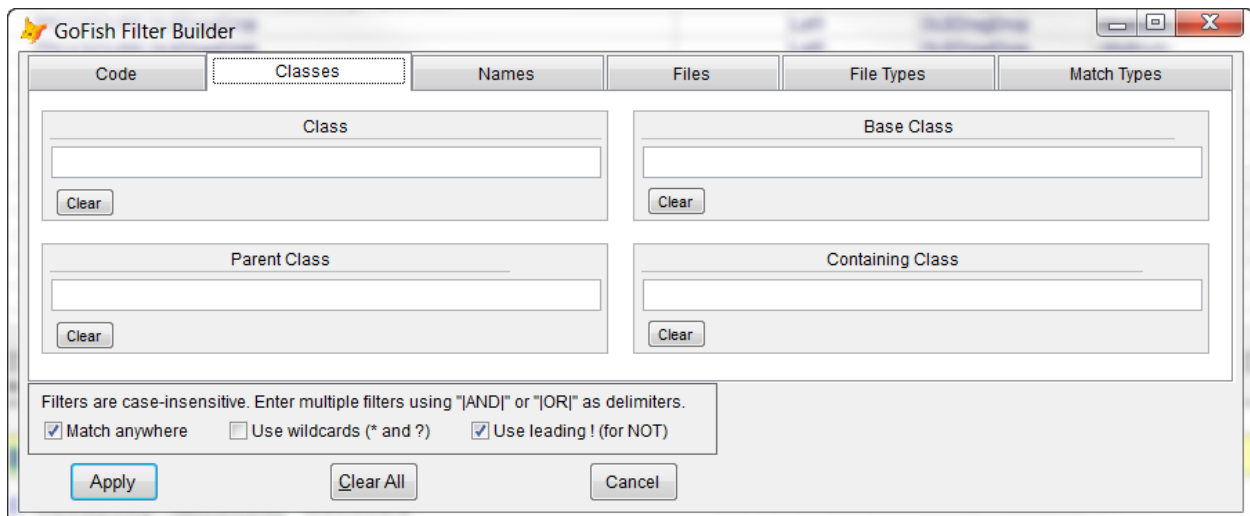 GoFish Filter Builder
Code Classes Names Files File Types Match Types
Class Base Class
Clear Clear
Parent Class Containing Class
Clear Clear
Filters are case-insensitive. Enter multiple filters using "|AND|" or "|OR|" as delimiters.
Match anywhere Use wildcards (* and ?) Use leading ! (for NOT)
Apply Clear All Cancel